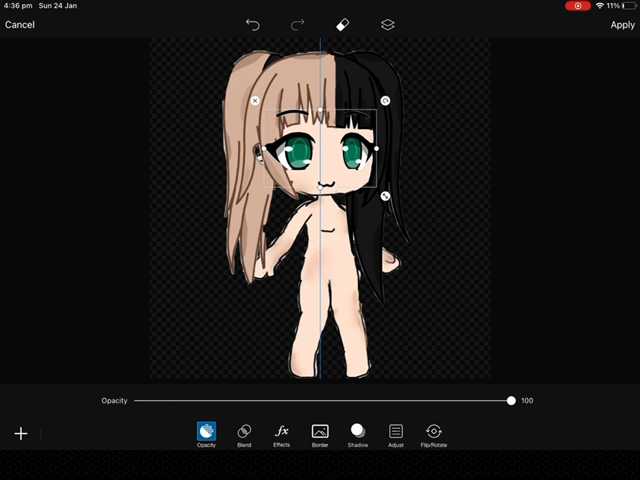 4:36 pm Sun 24 Jan 11%
Cancel Apply
Opacity 100
Opacity Blend Effects Border Shadow Adjust Flip/Rotate